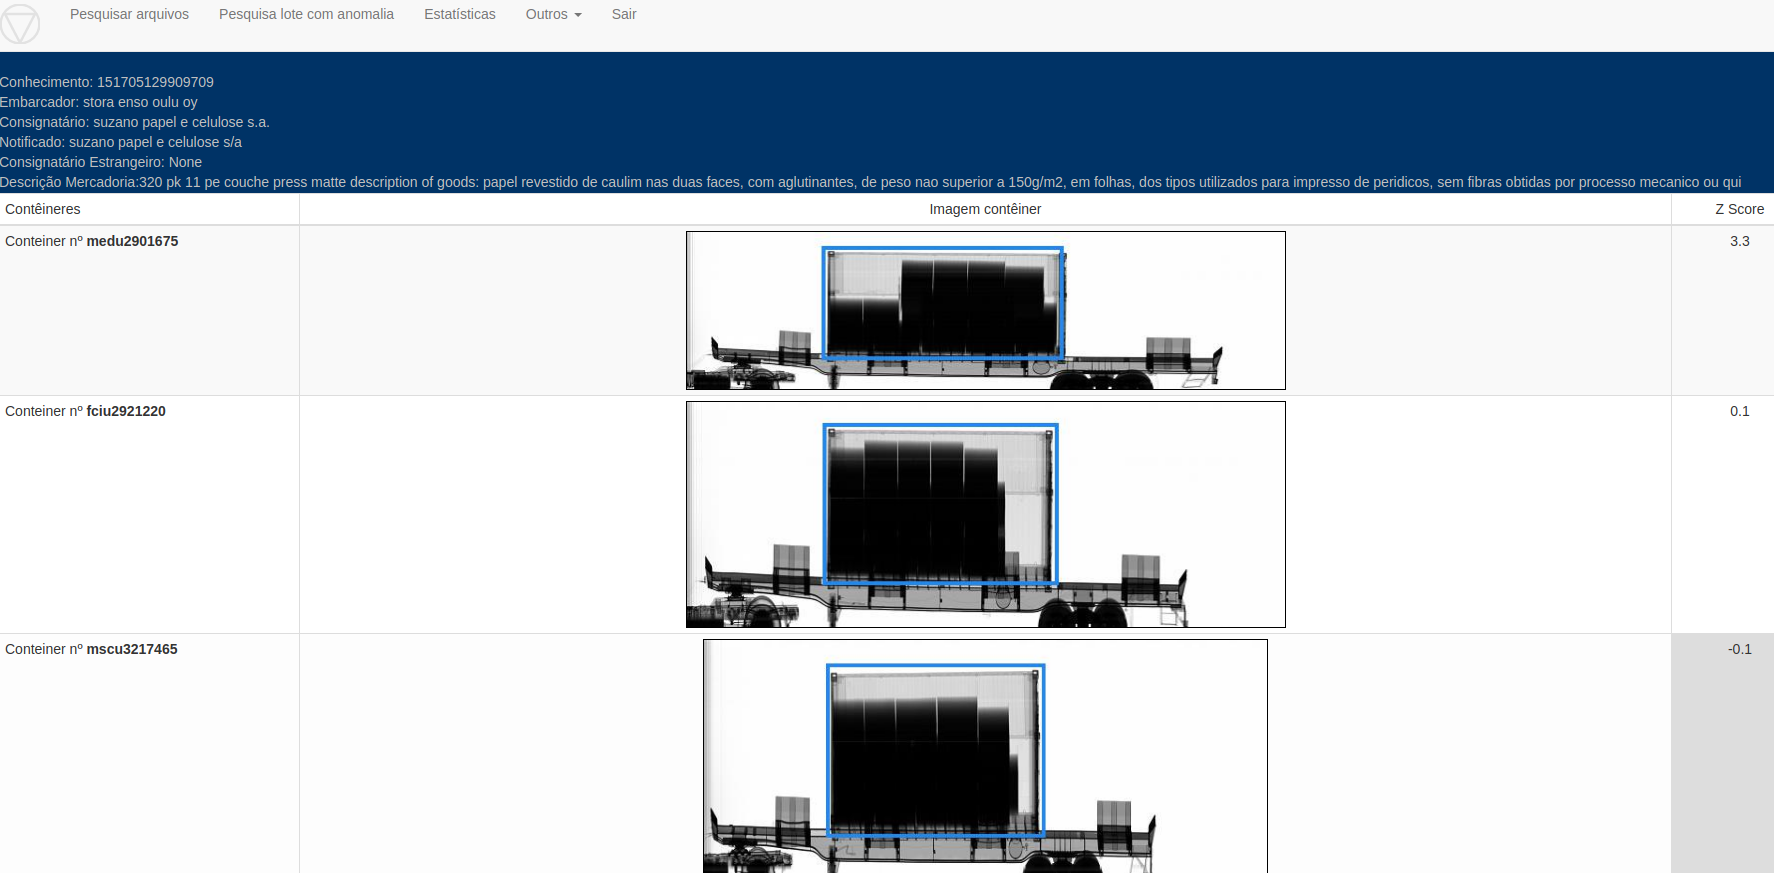 Pesquisar arquivos Pesquisa lote com anomalia Estatísticas Outros Sair
Conhecimento: 151705129909709
Embarcador: stora enso oulu oy
Consignatário: suzano papel e celulose s.a.
Notificado: suzano papel e celulose s/a
Consignatário Estrangeiro: None
Descrição Mercadoria:320 pk 11 pe couche press matte description of goods: papel revestido de caulim nas duas faces, com aglutinantes, de peso nao superior a 150g/m2, em folhas, dos tipos utilizados para impresso de peridicos, sem fibras obtidas por processo mecanico ou qui
Contêineres Imagem contêiner Z Score
Conteiner nº medu2901675 3.3
Conteiner nº fciu2921220 0.1
Conteiner nº mscu3217465 -0.1